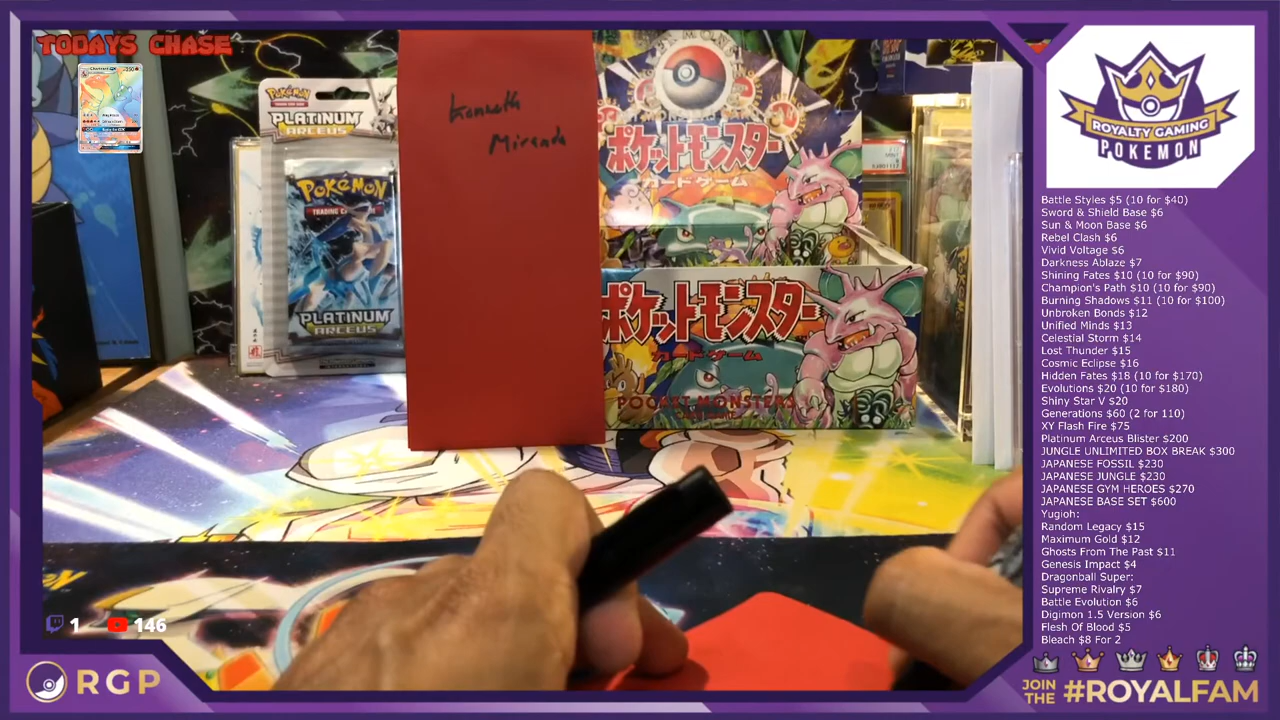 TODAYS CHASE
Pokémon
PLATINUM
ARCEUS
POKéMON
TRADING
PLATINUM
ARCEUS
Kenneth
Miranda
ポケットモンスター
カードゲーム
ポケットモンスター
カードゲーム
POCKET MONSTERS
CARD GAME
1
146
RGP
ROYALTY GAMING
POKEMON
Battle Styles $5 (10 for $40)
Sword & Shield Base $6
Sun & Moon Base $6
Rebel Clash $6
Vivid Voltage $6
Darkness Ablaze $7
Shining Fates $10 (10 for $90)
Champion's Path $10 (10 for $90)
Burning Shadows $11 (10 for $100)
Unbroken Bonds $12
Unified Minds $13
Celestial Storm $14
Lost Thunder $15
Cosmic Eclipse $16
Hidden Fates $18 (10 for $170)
Evolutions $20 (10 for $180)
Shiny Star V $20
Generations $60 (2 for 110)
XY Flash Fire $75
Platinum Arceus Blister $200
JUNGLE UNLIMITED BOX BREAK $300
JAPANESE FOSSIL $230
JAPANESE JUNGLE $230
JAPANESE GYM HEROES $270
JAPANESE BASE SET $600
Yugioh:
Random Legacy $15
Maximum Gold $12
Ghosts From The Past $11
Genesis Impact $4
Dragonball Super:
Supreme Rivalry $7
Battle Evolution $6
Digimon 1.5 Version $6
Flesh Of Blood $5
Bleach $8 For 2
JOIN
THE #ROYALFAM